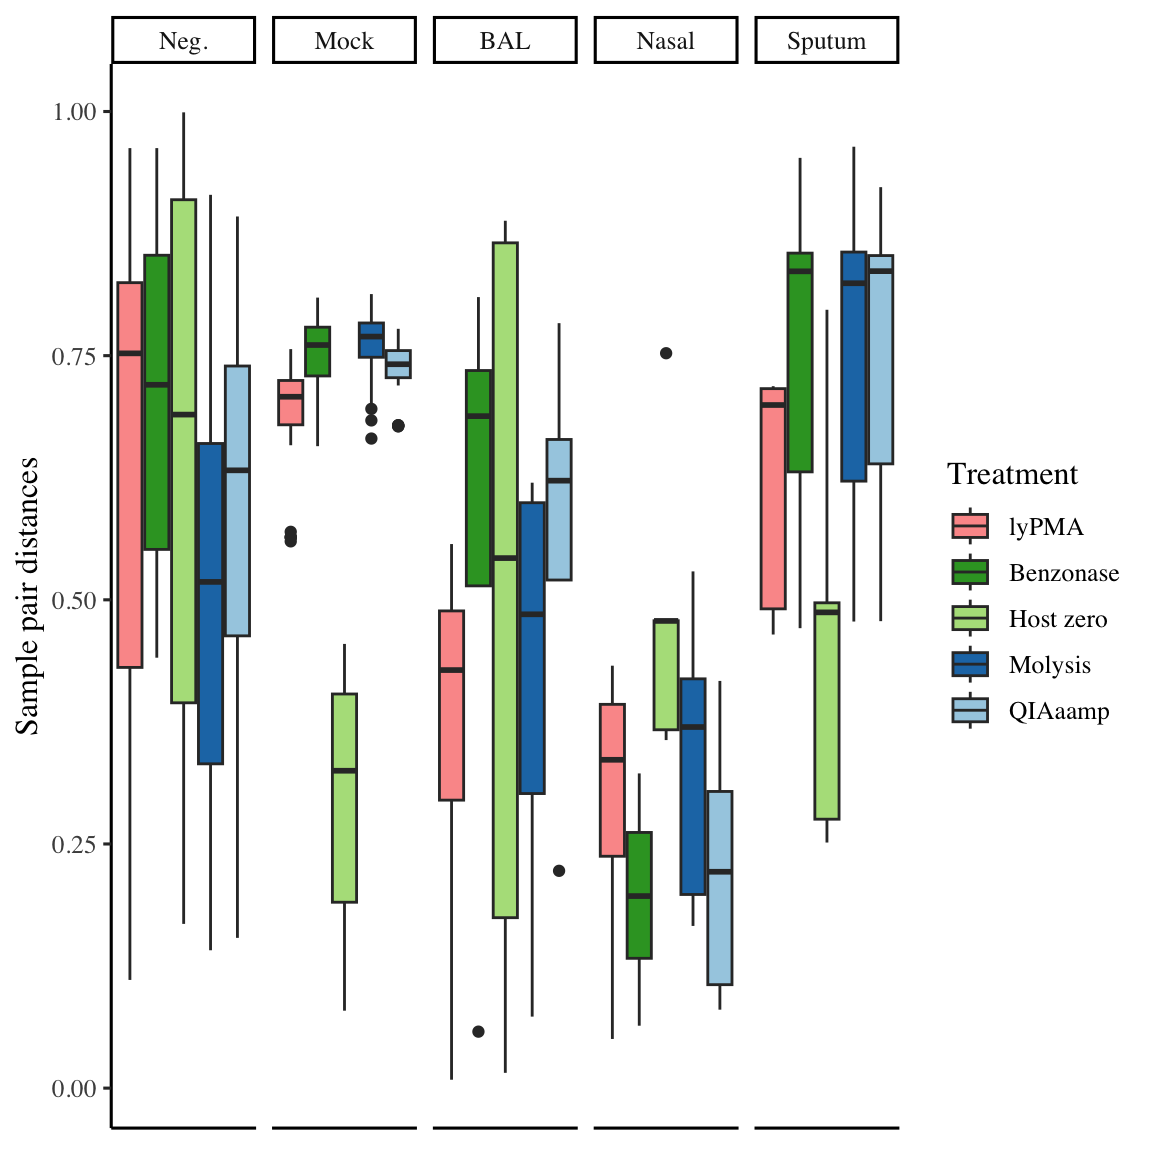 Neg. Mock BAL Nasal Sputum
1.00
0.75
0.50
0.25
0.00
Sample pair distances
Treatment
lyPMA
Benzonase
Host zero
Molysis
QIAaamp